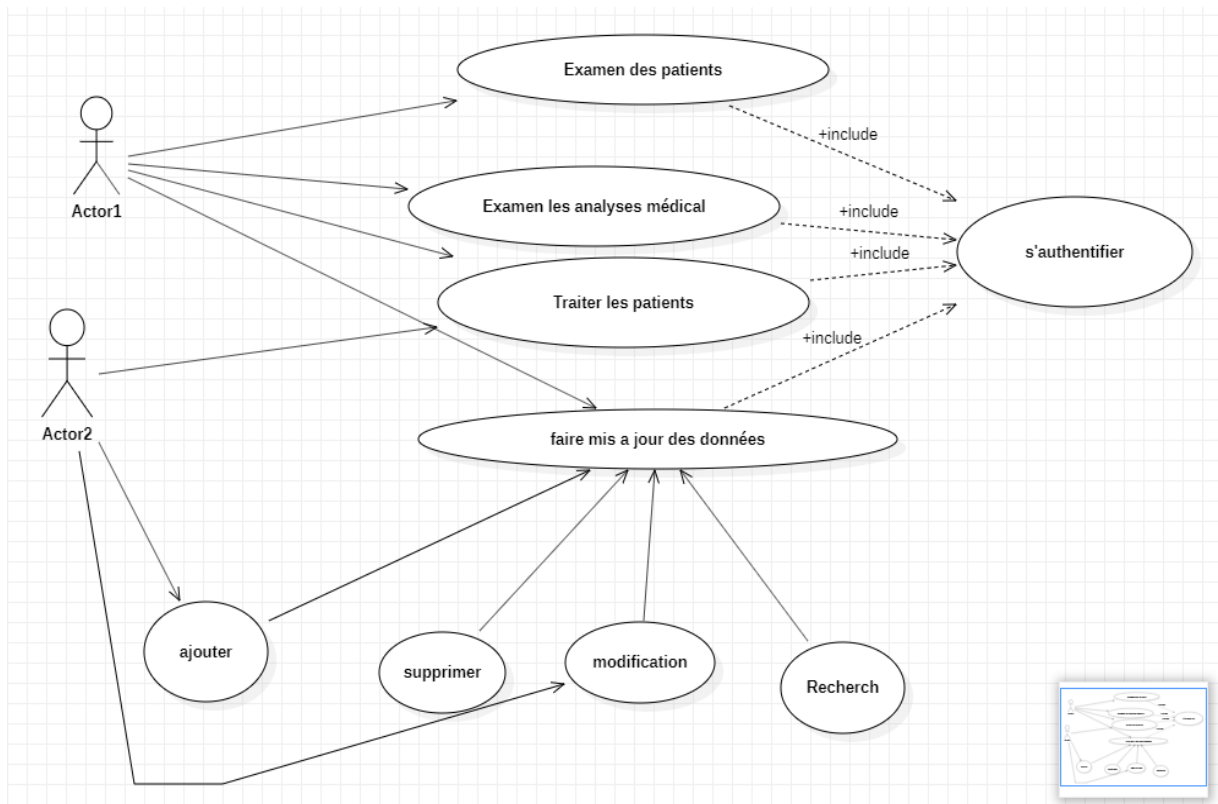 Examen des patients
+include
Actor1
Examen les analyses médical
+include
s'authentifier
+include
Traiter les patients
+include
Actor2
faire mis a jour des données
ajouter
supprimer
modification
Recherch